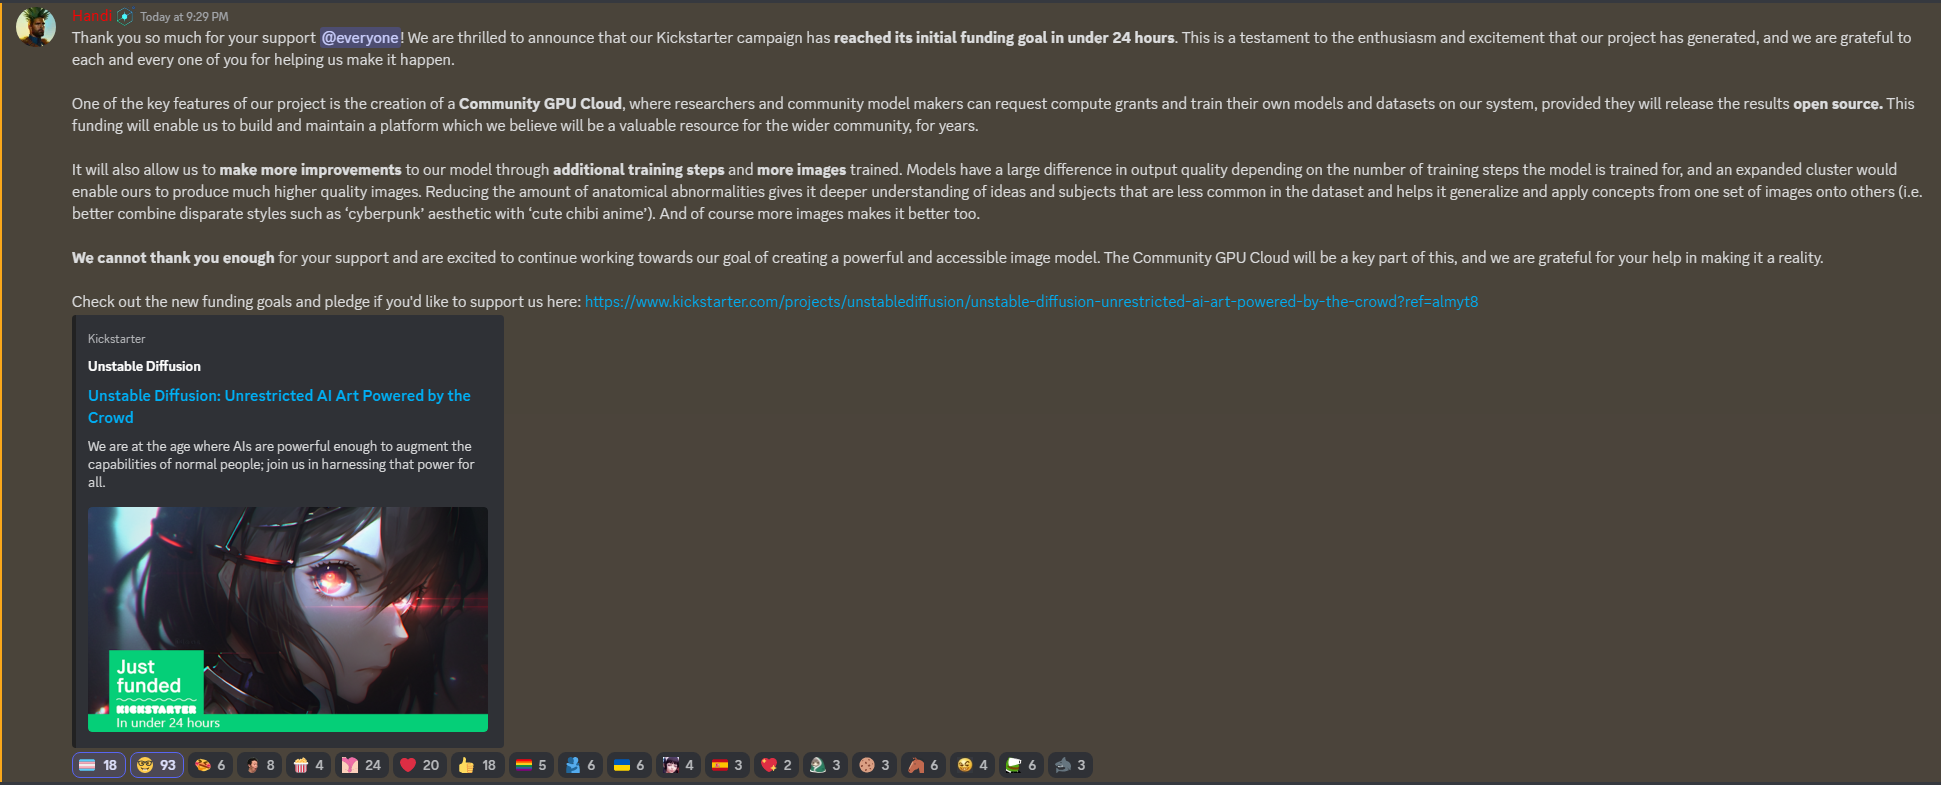 Hardi Today at 9:29 PM
Thank you so much for your support @everyone! We are thrilled to announce that our Kickstarter campaign has reached its initial funding goal in under 24 hours. This is a testament to the enthusiasm and excitement that our project has generated, and we are grateful to
each and every one of you for helping us make it happen.
One of the key features of our project is the creation of a Community GPU Cloud, where researchers and community model makers can request compute grants and train their own models and datasets on our system, provided they will release the results open source. This
funding will enable us to build and maintain a platform which we believe will be a valuable resource for the wider community, for years.
It will also allow us to make more improvements to our model through additional training steps and more images trained. Models have a large difference in output quality depending on the number of training steps the model is trained for, and an expanded cluster would
enable ours to produce much higher quality images. Reducing the amount of anatomical abnormalities gives it deeper understanding of ideas and subjects that are less common in the dataset and helps it generalize and apply concepts from one set of images onto others (i.e.
better combine disparate styles such as ‘cyberpunk’ aesthetic with ‘cute chibi anime’). And of course more images makes it better too.
We cannot thank you enough for your support and are excited to continue working towards our goal of creating a powerful and accessible image model. The Community GPU Cloud will be a key part of this, and we are grateful for your help in making it a reality.
Check out the new funding goals and pledge if you'd like to support us here: https://www.kickstarter.com/projects/unstablediffusion/unstable-diffusion-unrestricted-ai-art-powered-by-the-crowd?ref=almyt8
Kickstarter
Unstable Diffusion
Unstable Diffusion: Unrestricted AI Art Powered by the
Crowd
We are at the age where AIs are powerful enough to augment the
capabilities of normal people; join us in harnessing that power for
all.
Just
funded
KICKSTARTER
In under 24 hours
18 93 6 8 4 24 20 18 5 6 6 4 3 2 3 3 6 4 6 3